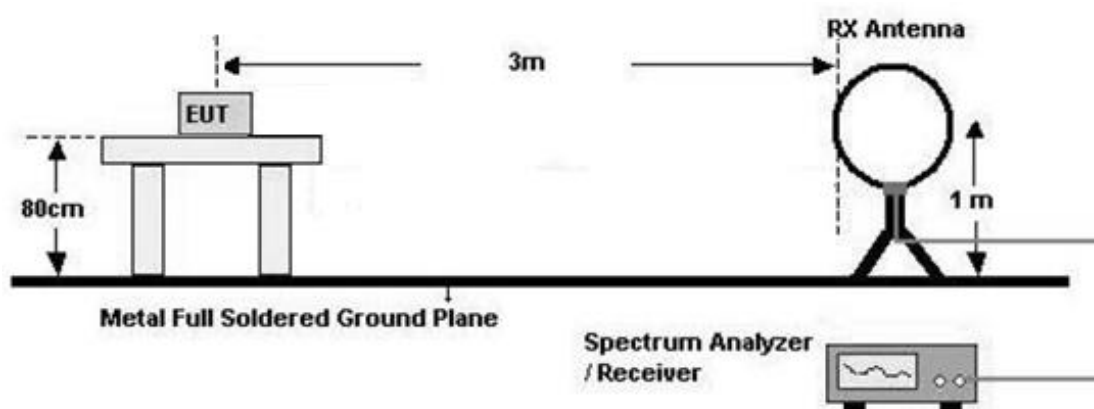 RX Antenna
3m
EUT
80cm
1 m
Metal Full Soldered Ground Plane
Spectrum Analyzer
/ Receiver